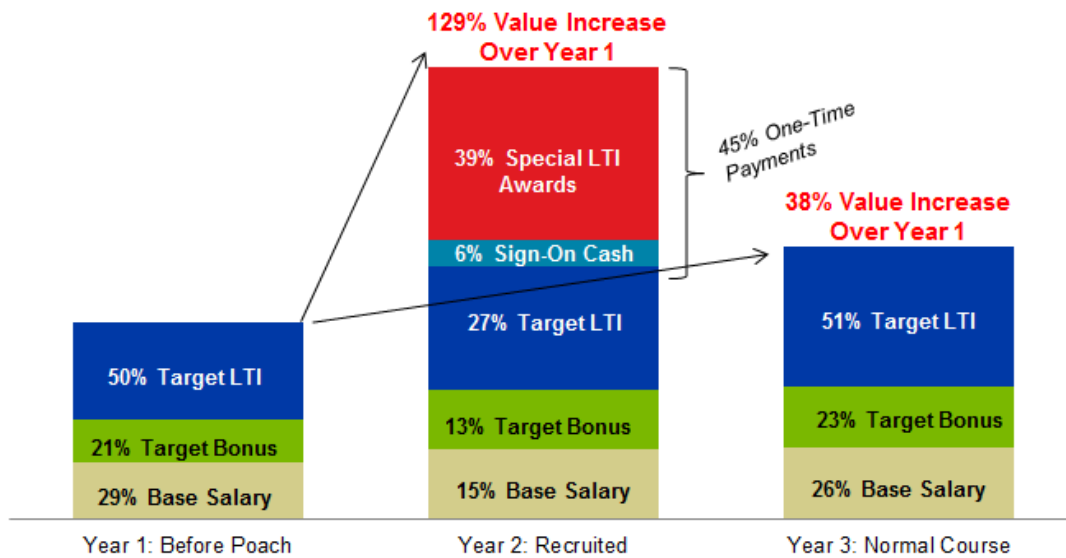 129% Value Increase
Over Year 1
39% Special LTI
Awards
45% One-Time
Payments
6% Sign-On Cash
38% Value Increase
Over Year 1
27% Target LTI
51% Target LTI
50% Target LTI
13% Target Bonus
23% Target Bonus
21% Target Bonus
29% Base Salary
15% Base Salary
26% Base Salary
Year 1: Before Poach
Year 2: Recruited
Year 3: Normal Course